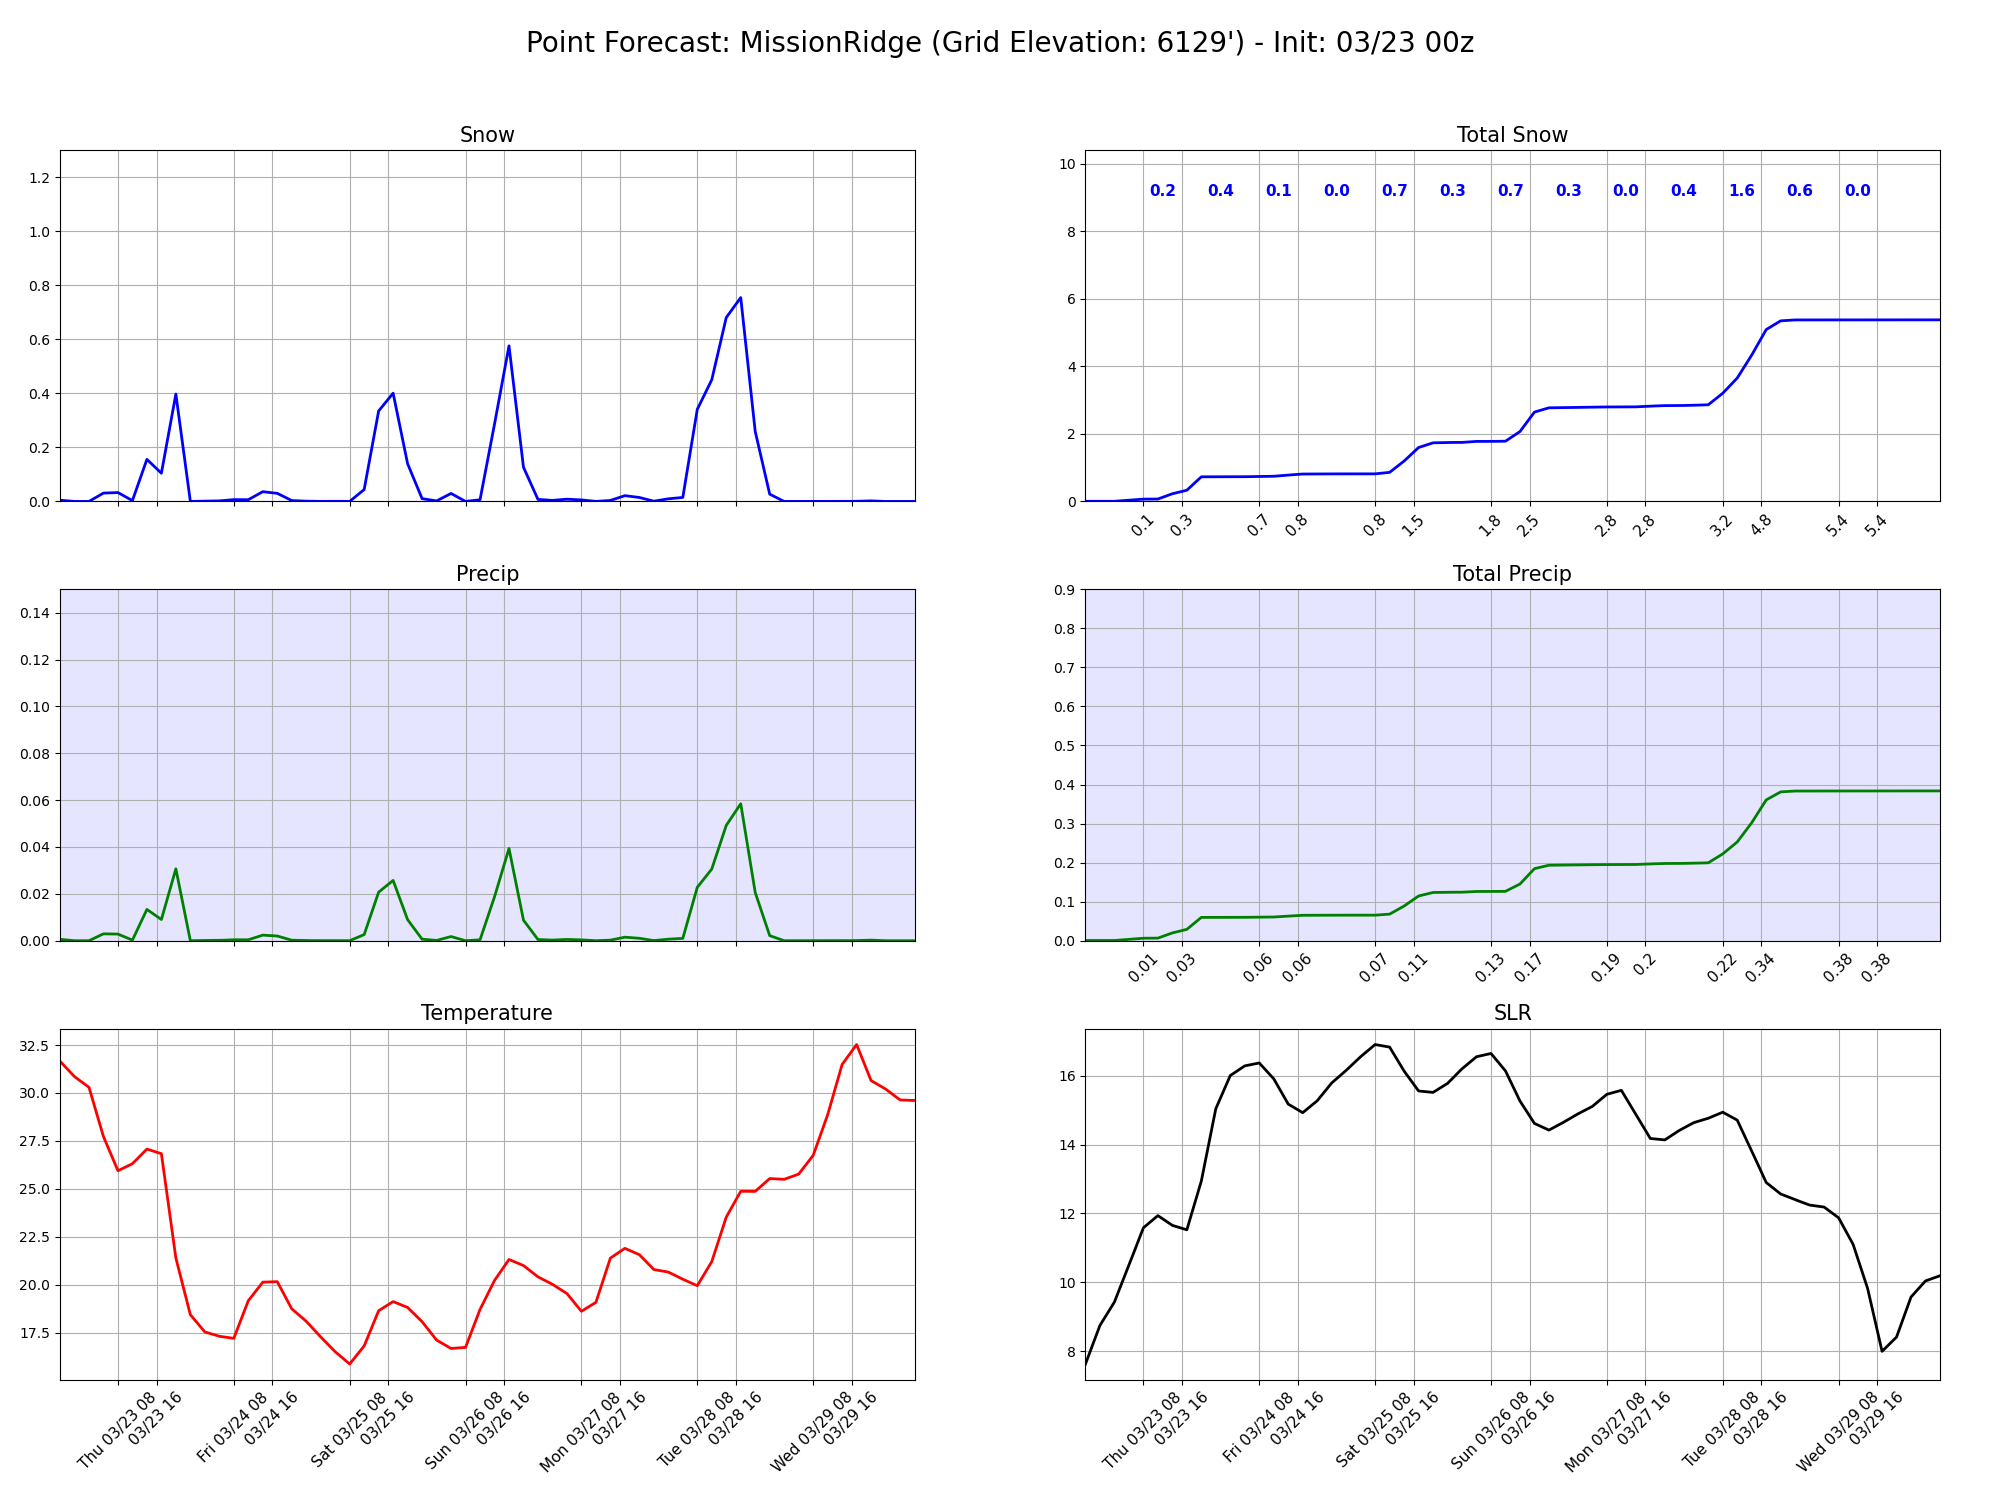 Point Forecast: MissionRidge (Grid Elevation: 6129') - Init: 03/23 00z
Snow
1.2
1.0
0.8
0.6
0.4
0.2
0.0
Total Snow
10
8
6
4
2
0
0.2 0.4 0.1 0.0 0.7 0.3 0.7 0.3 0.0 0.4 1.6 0.6 0.0
0.1 0.3 0.7 0.8 0.8 1.5 1.8 2.5 2.8 2.8 3.2 4.8 5.4 5.4
Precip
0.14
0.12
0.10
0.08
0.06
0.04
0.02
0.00
Total Precip
0.9
0.8
0.7
0.6
0.5
0.4
0.3
0.2
0.1
0.0
0.01 0.03 0.06 0.06 0.07 0.11 0.13 0.17 0.19 0.2 0.22 0.34 0.38 0.38
Temperature
32.5
30.0
27.5
25.0
22.5
20.0
17.5
Thu 03/23 08
03/23 16
Fri 03/24 08
03/24 16
Sat 03/25 08
03/25 16
Sun 03/26 08
03/26 16
Mon 03/27 08
03/27 16
Tue 03/28 08
03/28 16
Wed 03/29 08
03/29 16
SLR
16
14
12
10
8
Thu 03/23 08
03/23 16
Fri 03/24 08
03/24 16
Sat 03/25 08
03/25 16
Sun 03/26 08
03/26 16
Mon 03/27 08
03/27 16
Tue 03/28 08
03/28 16
Wed 03/29 08
03/29 16